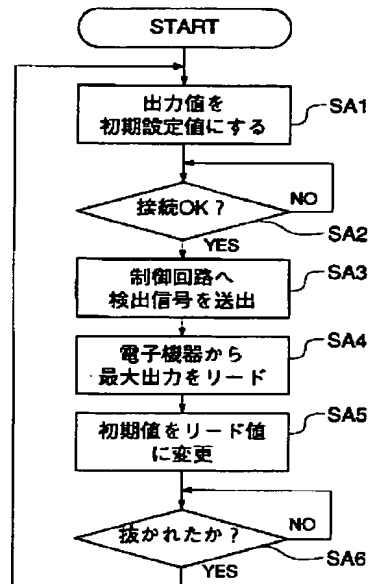 START
出力値を
初期設定値にする
SA1
接続OK？
NO
SA2
YES
制御回路へ
検出信号を送出
SA3
電子機器から
最大出力をリード
SA4
初期値をリード値
に変更
SA5
抜かれたか？
NO
SA6
YES